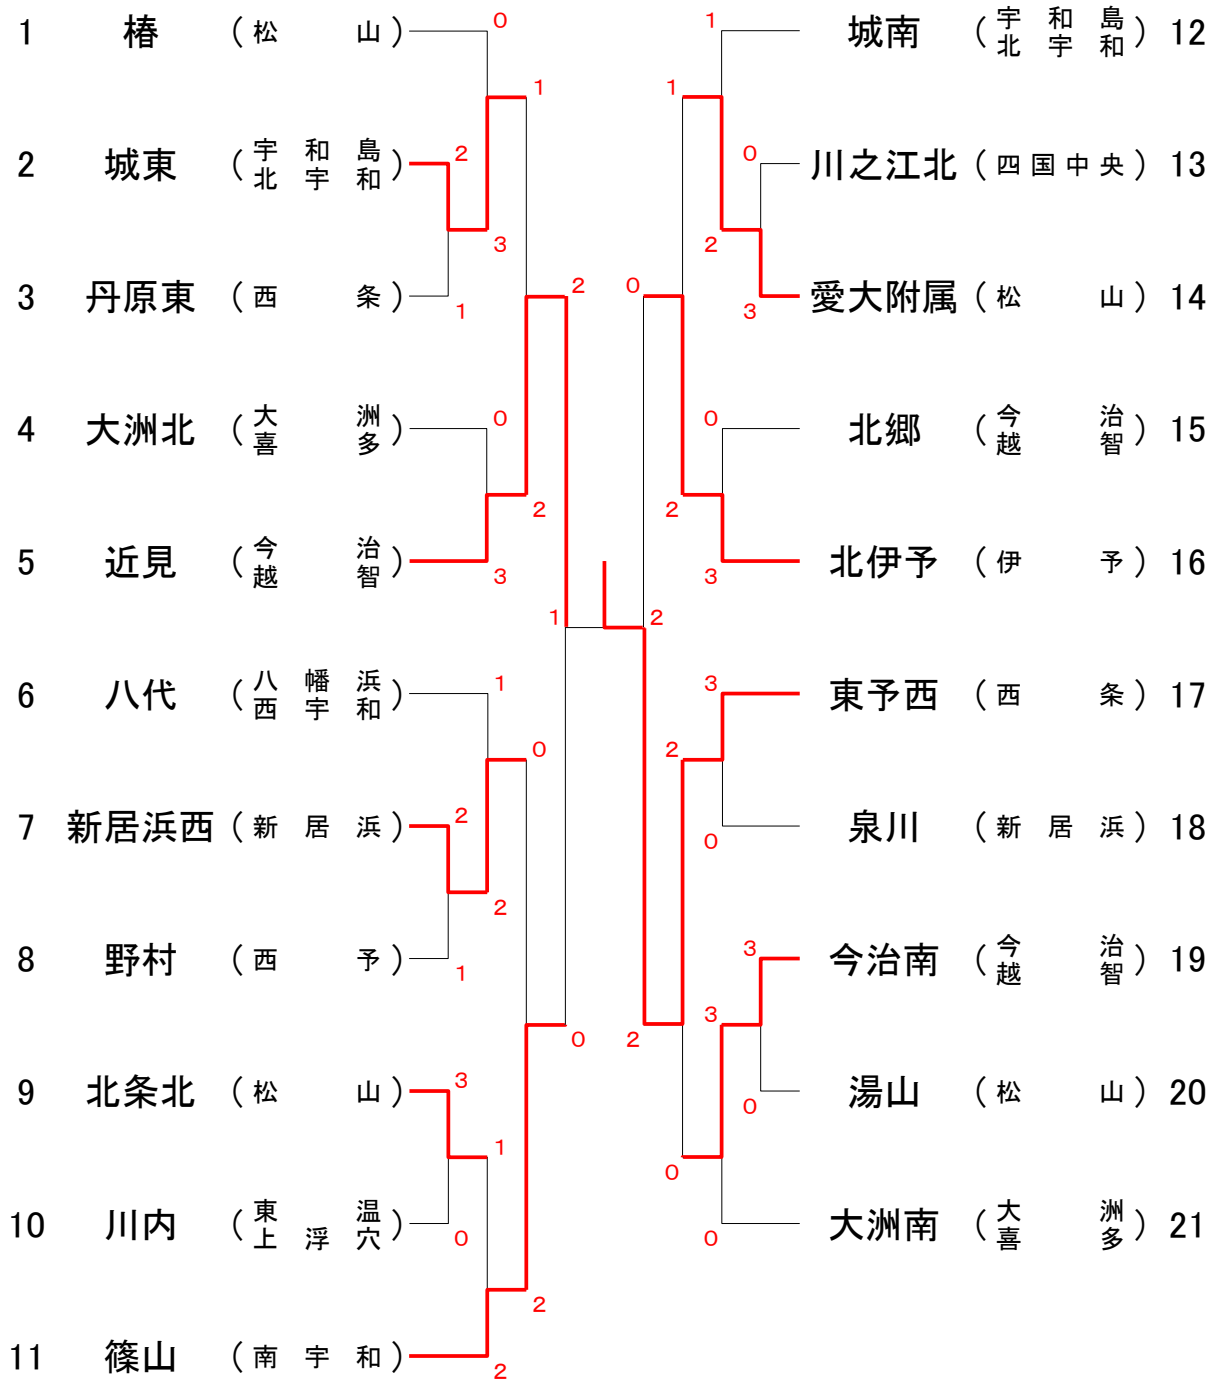 1 椿 (松山) 0
2 城東 (宇和島北宇和) 2
1
3
3 丹原東 (西条) 1
2
4 大洲北 (大洲喜多) 0
2
5 近見 (今治越智) 3
1
6 八代 (八幡浜西宇和) 1
0
7 新居浜西 (新居浜) 2
2
8 野村 (西予) 1
0
9 北条北 (松山) 3
1
10 川内 (東温上浮穴) 0
2
11 篠山 (南宇和) 2
1 城南 (宇和島北宇和) 12
1
0 川之江北 (四国中央) 13
2
3 愛大附属 (松山) 14
0
0 北郷 (今治越智) 15
2
3 北伊予 (伊予) 16
2
3 東予西 (西条) 17
2
0 泉川 (新居浜) 18
3 今治南 (今治越智) 19
3
2
0 湯山 (松山) 20
0
0 大洲南 (大洲喜多) 21